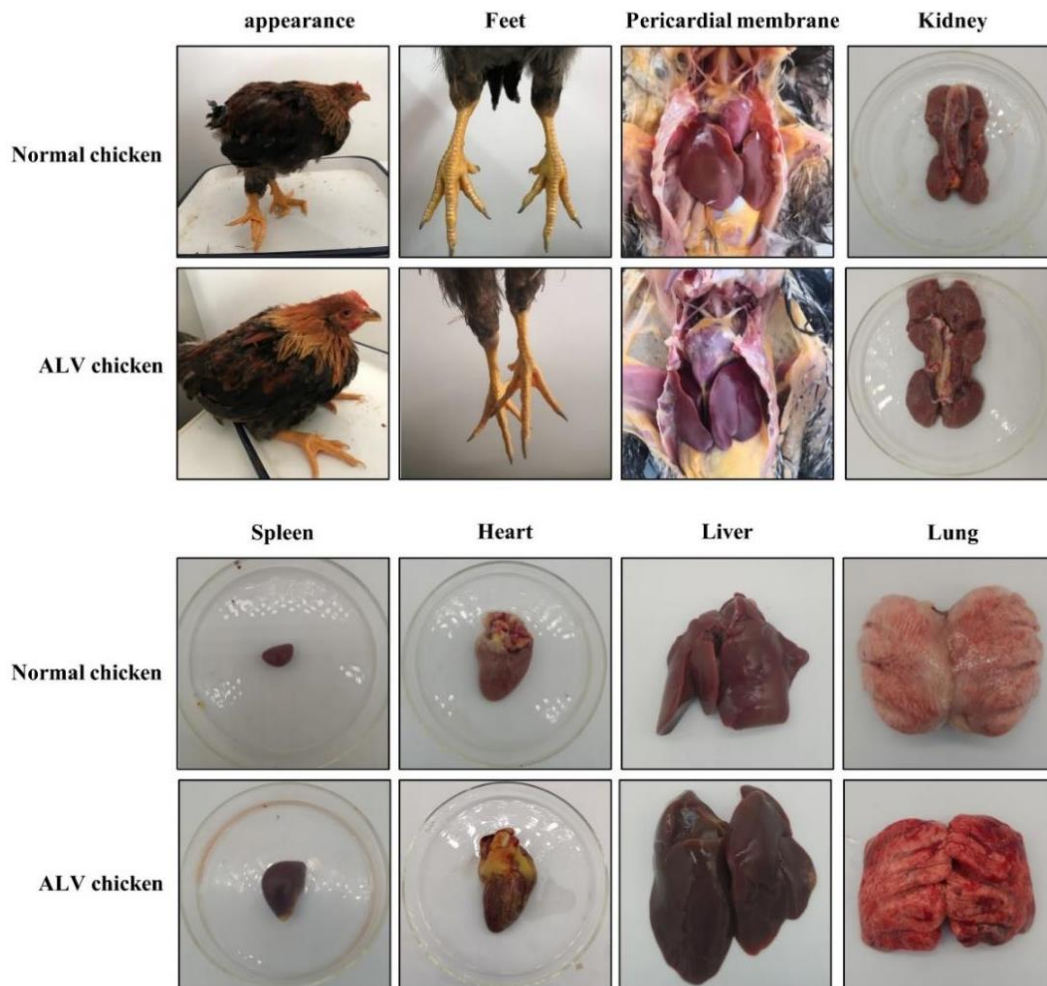 appearance Feet Pericardial membrane Kidney
Normal chicken
ALV chicken
Spleen Heart Liver Lung
Normal chicken
ALV chicken